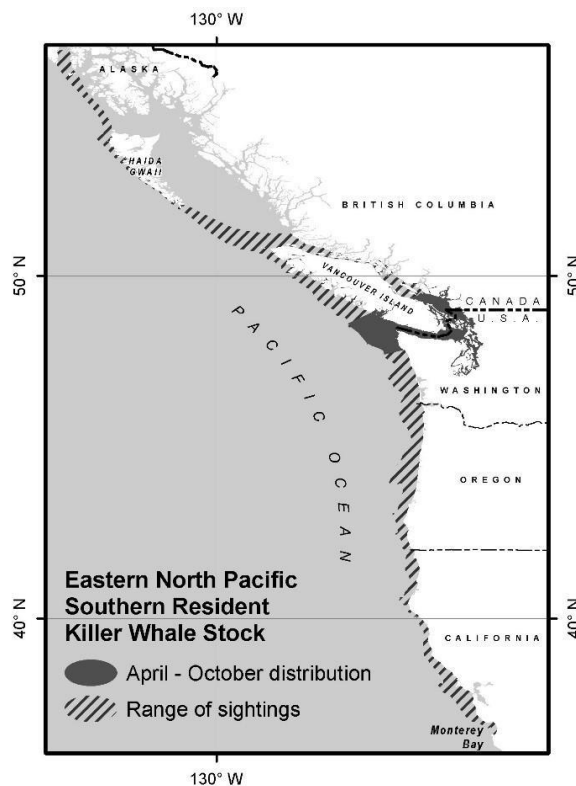 130° W
ALASKA
HAIDA
GWAII
BRITISH COLUMBIA
50° N
50° N
VANCOUVER ISLAND
CANADA
U.S.A.
PACIFIC OCEAN
WASHINGTON
OREGON
Eastern North Pacific
Southern Resident
Killer Whale Stock
40° N
40° N
CALIFORNIA
April - October distribution
Range of sightings
Monterey
Bay
130° W